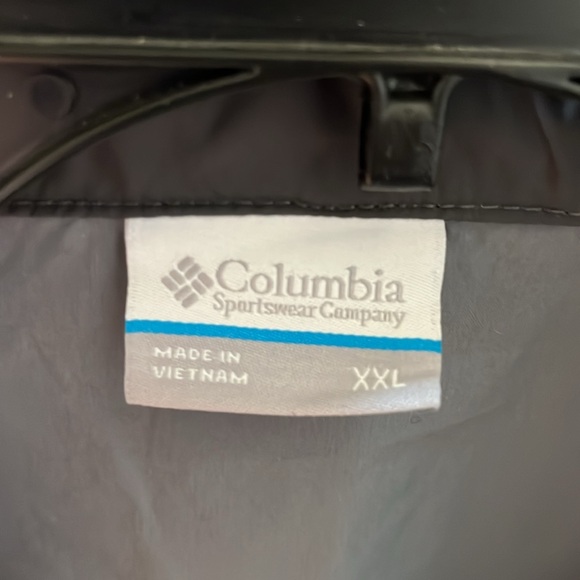 Columbia
Sportswear Company
MADE IN
VIETNAM
XXL